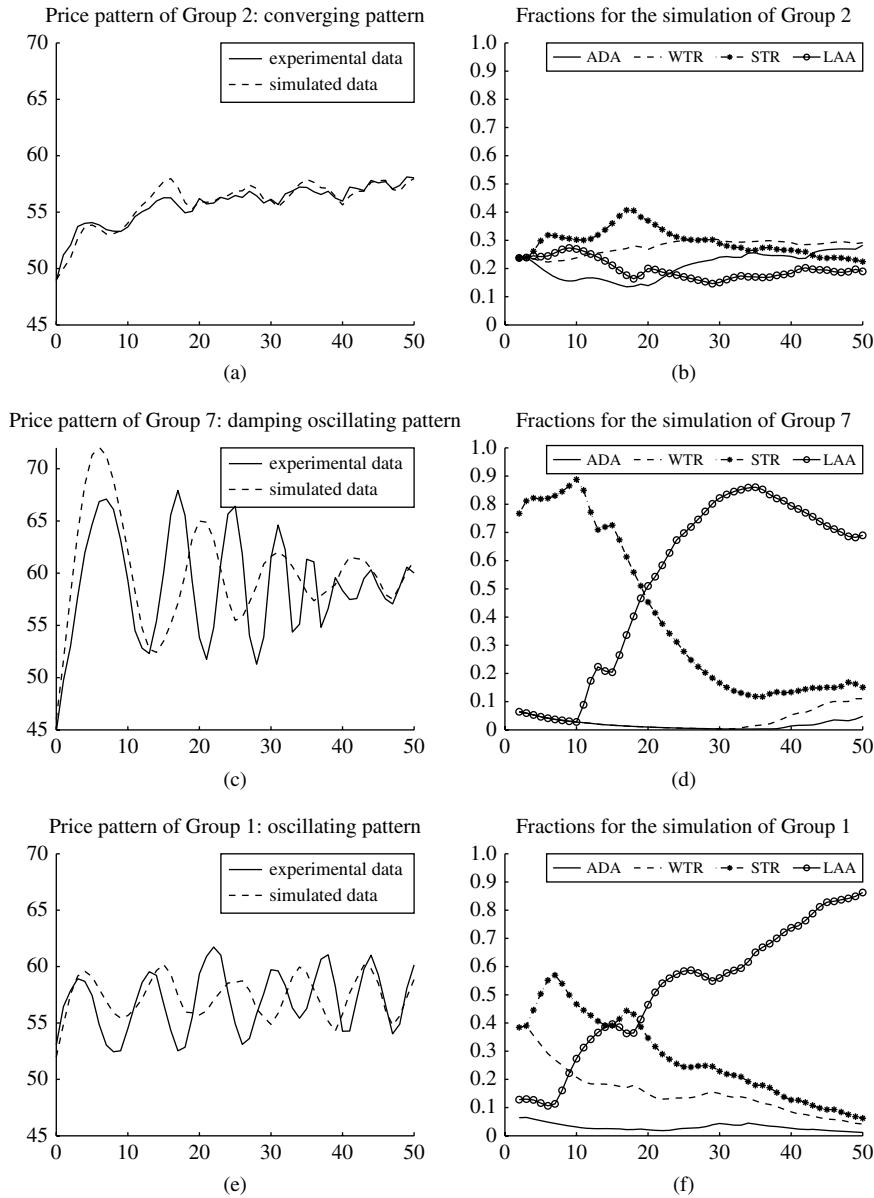 Price pattern of Group 2: converging pattern
70
65
60
55
50
45
0 10 20 30 40 50
experimental data
simulated data
(a)
Fractions for the simulation of Group 2
1.0
0.9
0.8
0.7
0.6
0.5
0.4
0.3
0.2
0.1
0
0 10 20 30 40 50
ADA WTR STR LAA
(b)
Price pattern of Group 7: damping oscillating pattern
70
65
60
55
50
45
0 10 20 30 40 50
experimental data
simulated data
(c)
Fractions for the simulation of Group 7
1.0
0.9
0.8
0.7
0.6
0.5
0.4
0.3
0.2
0.1
0
0 10 20 30 40 50
ADA WTR STR LAA
(d)
Price pattern of Group 1: oscillating pattern
70
65
60
55
50
45
0 10 20 30 40 50
experimental data
simulated data
(e)
Fractions for the simulation of Group 1
1.0
0.9
0.8
0.7
0.6
0.5
0.4
0.3
0.2
0.1
0
0 10 20 30 40 50
ADA WTR STR LAA
(f)